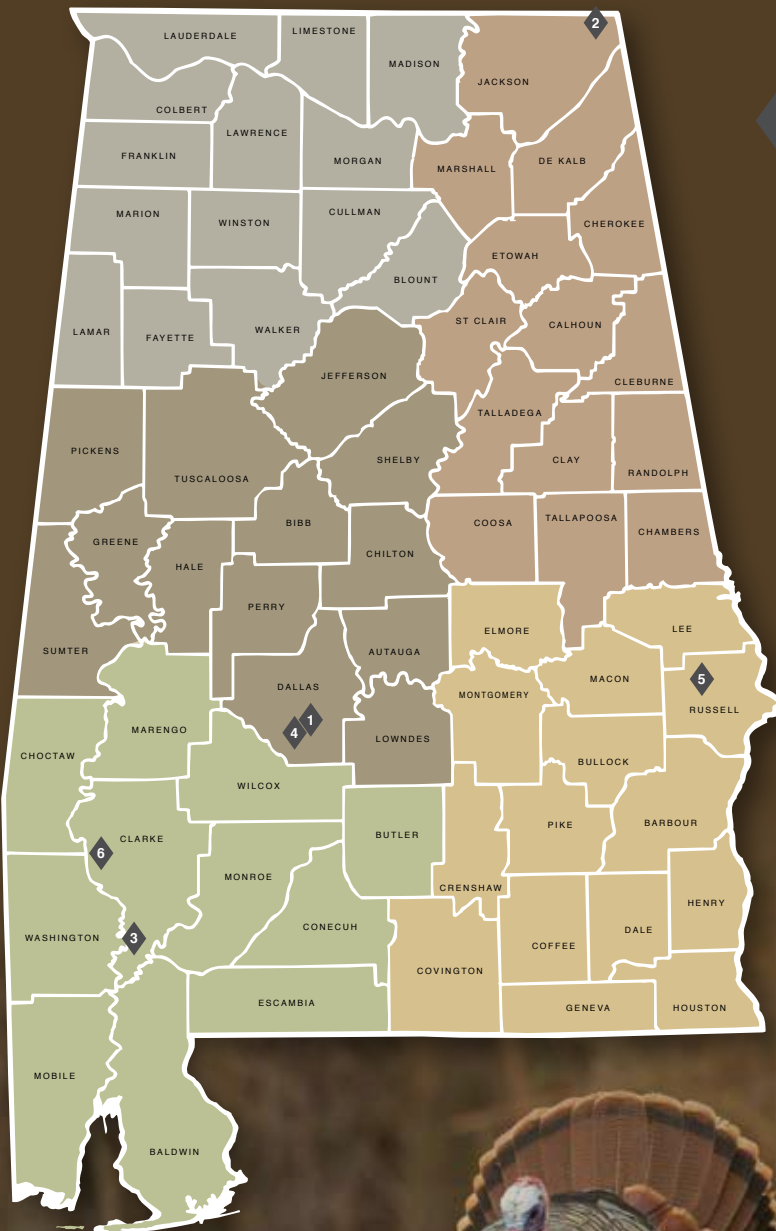 LAUDERDALE
LIMESTONE
MADISON
2
JACKSON
COLBERT
LAWRENCE
FRANKLIN
MORGAN
MARSHALL
DE KALB
MARION
WINSTON
CULLMAN
CHEROKEE
ETOWAH
BLOUNT
LAMAR
FAYETTE
WALKER
ST CLAIR
CALHOUN
JEFFERSON
CLEBURNE
TALLADEGA
PICKENS
TUSCALOOSA
SHELBY
CLAY
RANDOLPH
GREENE
BIBB
COOSA
TALLAPOOSA
CHAMBERS
HALE
CHILTON
PERRY
SUMTER
AUTAUGA
ELMORE
LEE
DALLAS
MACON
5
MONTGOMERY
RUSSELL
4
1
MARENGO
LOWNDES
CHOCTAW
BULLOCK
WILCOX
CLARKE
6
BUTLER
PIKE
BARBOUR
MONROE
CRENSHAW
HENRY
WASHINGTON
3
CONECUH
COFFEE
DALE
COVINGTON
ESCAMBIA
GENEVA
HOUSTON
MOBILE
BALDWIN